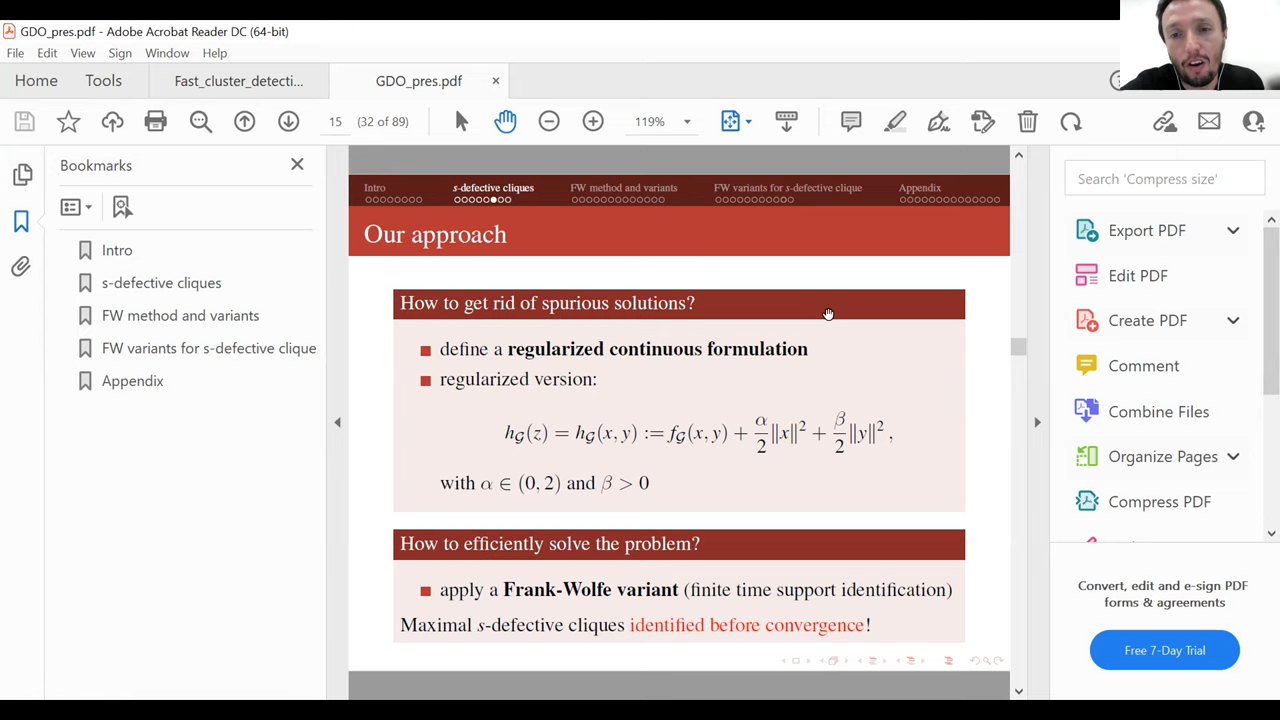 GDO_pres.pdf - Adobe Acrobat Reader DC (64-bit)
File Edit View Sign Window Help
Home Tools Fast_cluster_detecti... GDO_pres.pdf ×
15 (32 of 89) 119%
Bookmarks
Intro
s-defective cliques
FW method and variants
FW variants for s-defective clique
Appendix
Intro s-defective cliques FW method and variants FW variants for s-defective clique Appendix
Our approach
How to get rid of spurious solutions?
define a regularized continuous formulation
regularized version:
h_𝒢(z) = h_𝒢(x, y) := f_𝒢(x, y) + α/2 ‖x‖² + β/2 ‖y‖² ,
with α ∈ (0, 2) and β > 0
How to efficiently solve the problem?
apply a Frank-Wolfe variant (finite time support identification)
Maximal s-defective cliques identified before convergence!
Search 'Compress size'
Export PDF
Edit PDF
Create PDF
Comment
Combine Files
Organize Pages
Compress PDF
Convert, edit and e-sign PDF
forms & agreements
Free 7-Day Trial